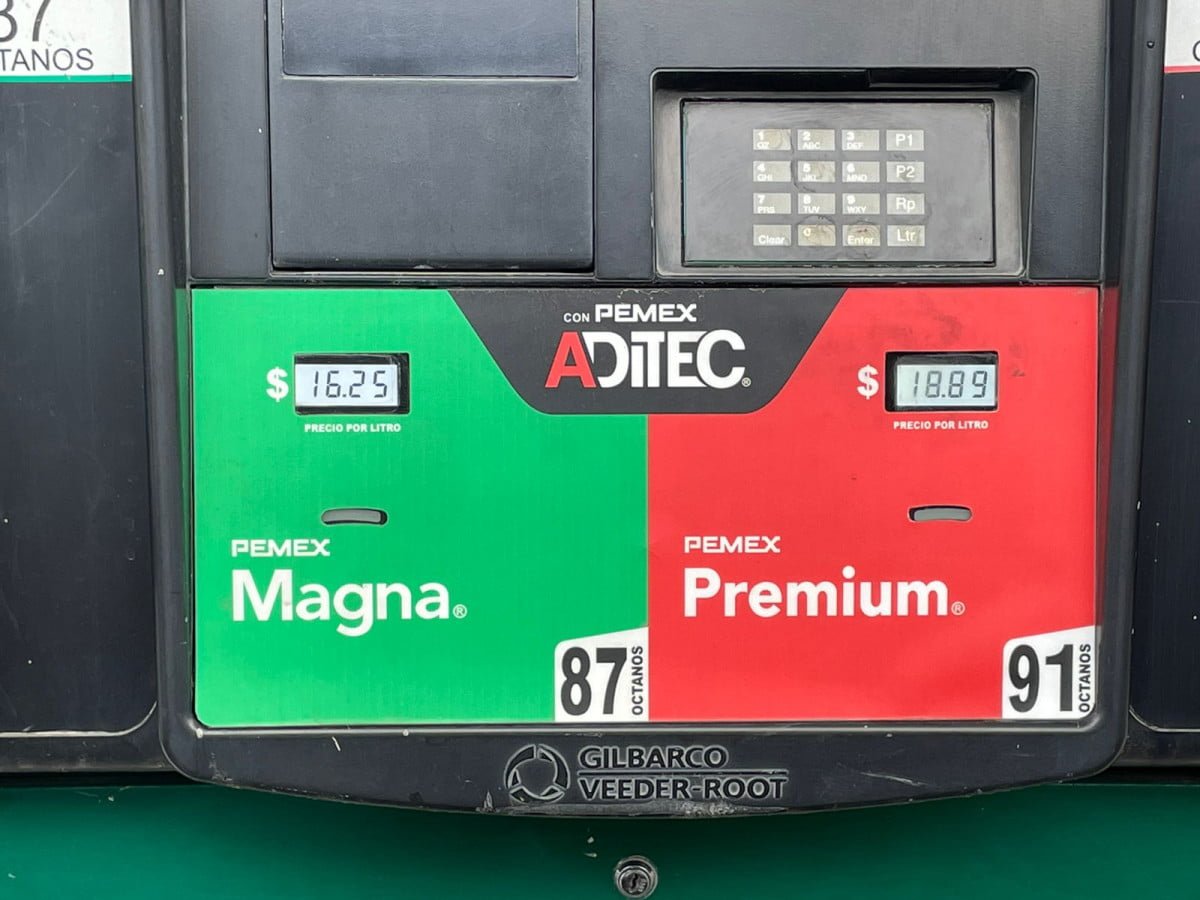 87
OCTANOS
1 OZ 2 ABC 3 DEF P1
4 GHI 5 JKL 6 MNO P2
7 PRS 8 TUV 9 WXY Rp
Clear 0 Enter Ltr
CON PEMEX
ADiTEC®
$ 16.25
PRECIO POR LITRO
$ 18.89
PRECIO POR LITRO
PEMEX
Magna®
87 OCTANOS
PEMEX
Premium®
91 OCTANOS
GILBARCO
VEEDER-ROOT